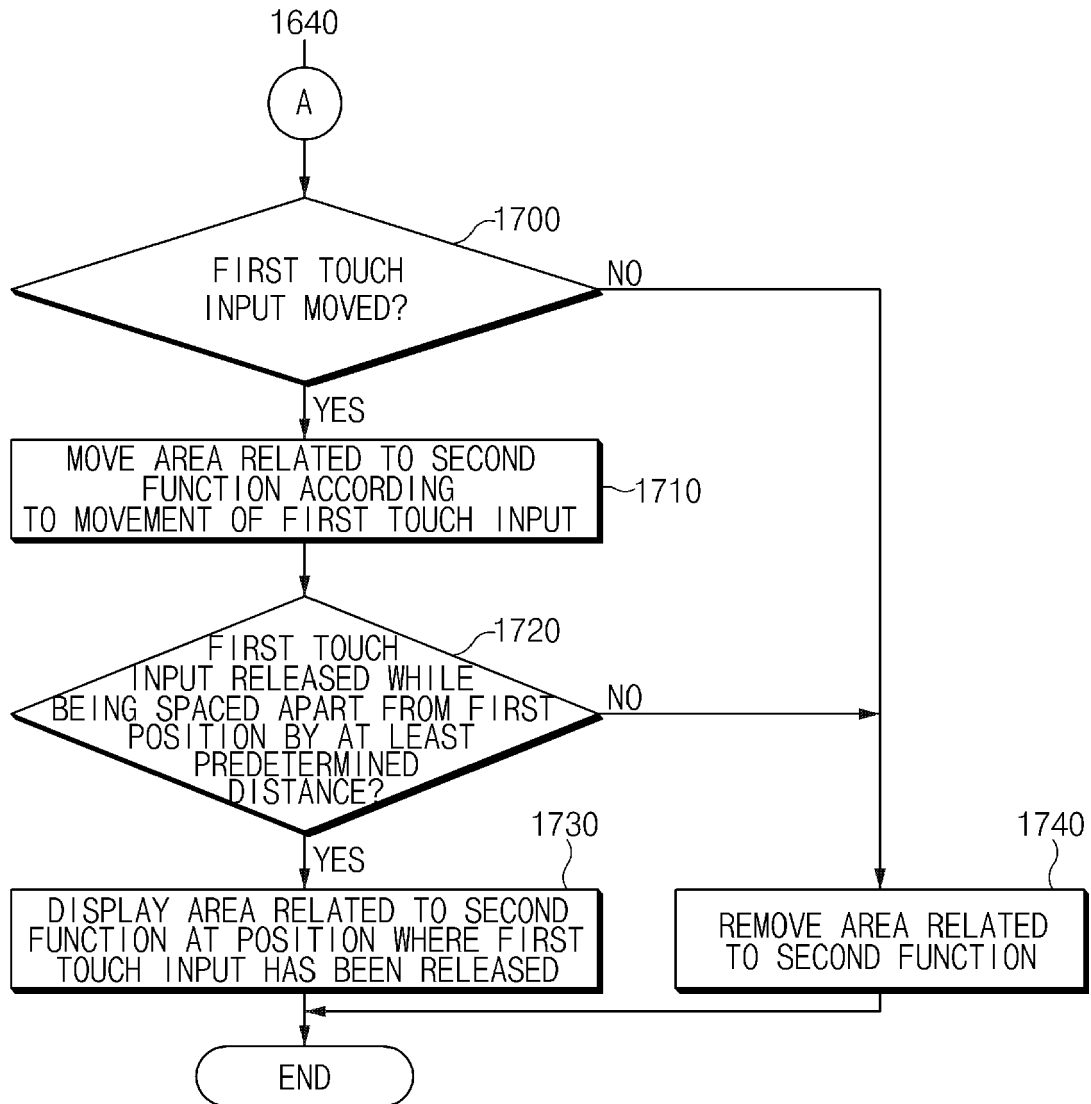 1640
A
1700
FIRST TOUCH
INPUT MOVED?
NO
YES
MOVE AREA RELATED TO SECOND
FUNCTION ACCORDING
TO MOVEMENT OF FIRST TOUCH INPUT
1710
1720
FIRST TOUCH
INPUT RELEASED WHILE
BEING SPACED APART FROM FIRST
POSITION BY AT LEAST
PREDETERMINED
DISTANCE?
NO
YES
1730
DISPLAY AREA RELATED TO SECOND
FUNCTION AT POSITION WHERE FIRST
TOUCH INPUT HAS BEEN RELEASED
1740
REMOVE AREA RELATED
TO SECOND FUNCTION
END